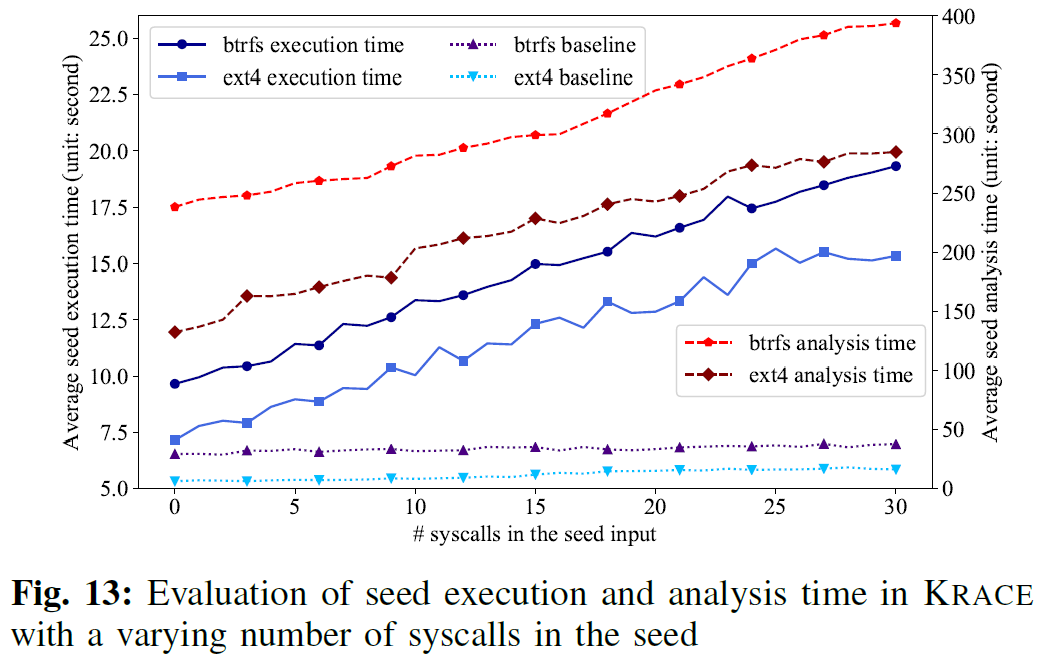 25.0
22.5
20.0
17.5
15.0
12.5
10.0
7.5
5.0
Average seed execution time (unit: second)
btrfs execution time
ext4 execution time
btrfs baseline
ext4 baseline
btrfs analysis time
ext4 analysis time
400
350
300
250
200
150
100
50
0
Average seed analysis time (unit: second)
0 5 10 15 20 25 30
# syscalls in the seed input
Fig. 13: Evaluation of seed execution and analysis time in KRACE
with a varying number of syscalls in the seed